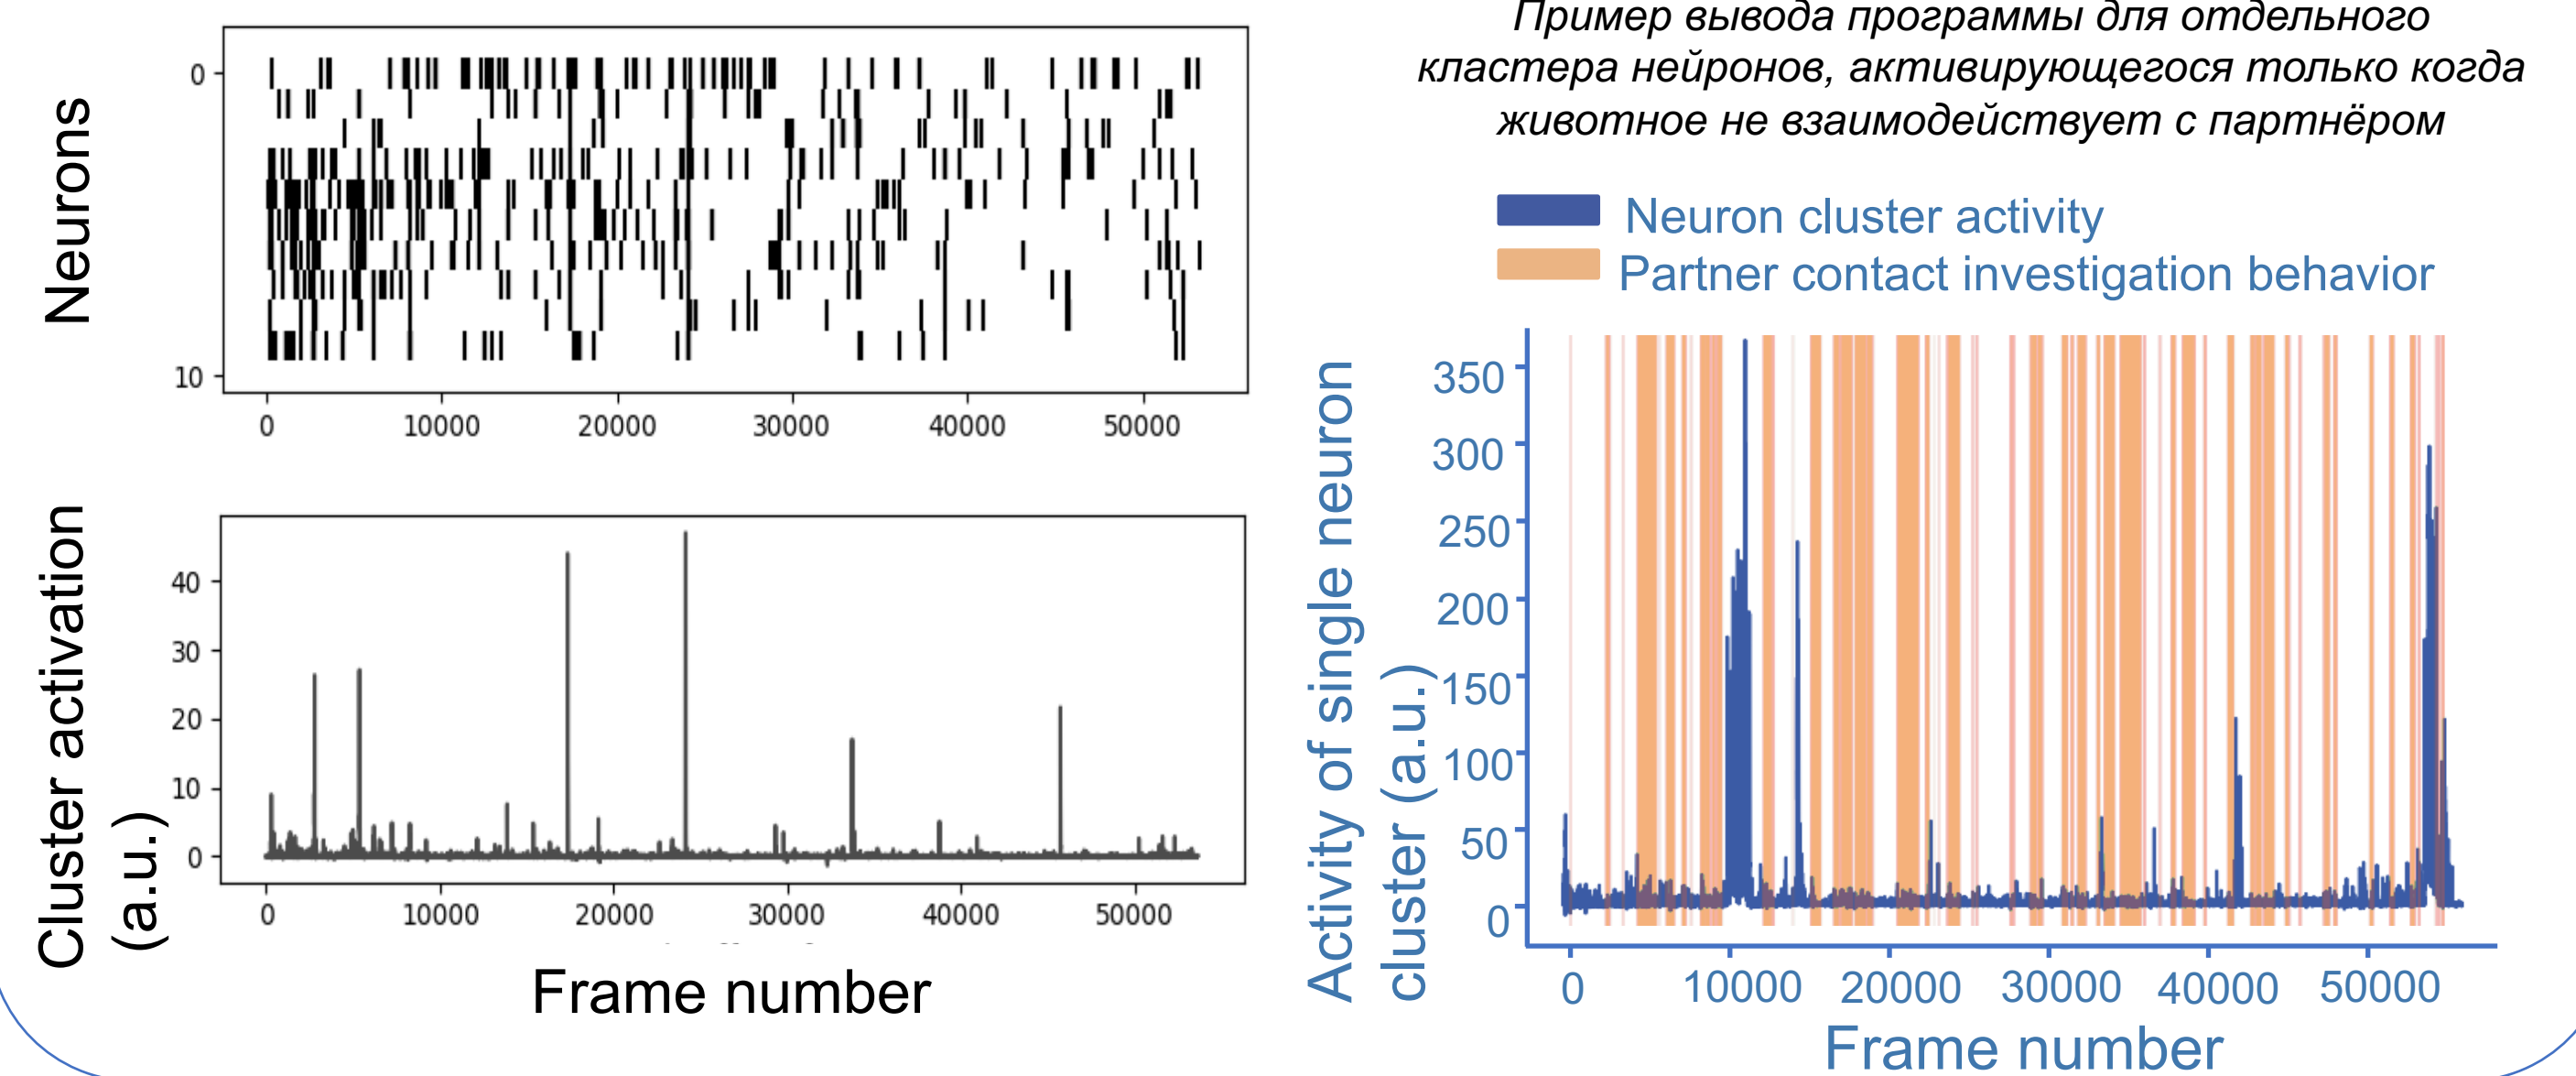 Neurons
0
10
0 10000 20000 30000 40000 50000
Cluster activation
(a.u.)
40
30
20
10
0
0 10000 20000 30000 40000 50000
Frame number
Пример вывода программы для отдельного
кластера нейронов, активирующегося только когда
животное не взаимодействует с партнёром
Neuron cluster activity
Partner contact investigation behavior
Activity of single neuron
cluster (a.u.)
350
300
250
200
150
100
50
0
0 10000 20000 30000 40000 50000
Frame number